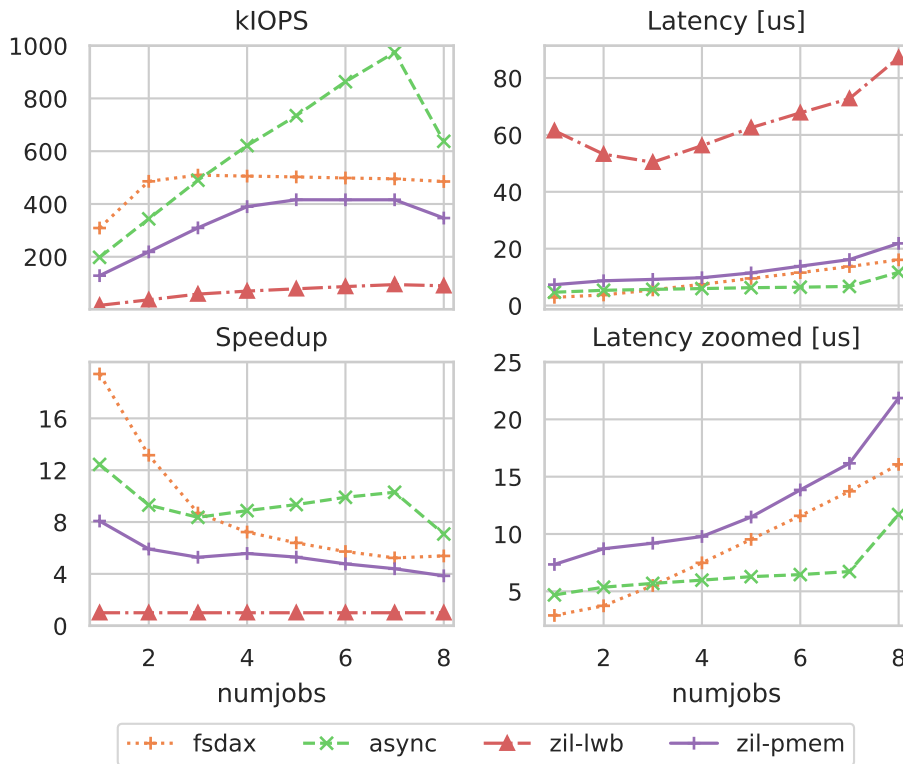 kIOPS
1000
800
600
400
200
Latency [us]
80
60
40
20
0
Speedup
16
12
8
4
0
2 4 6 8
numjobs
Latency zoomed [us]
25
20
15
10
5
2 4 6 8
numjobs
fsdax async zil-lwb zil-pmem